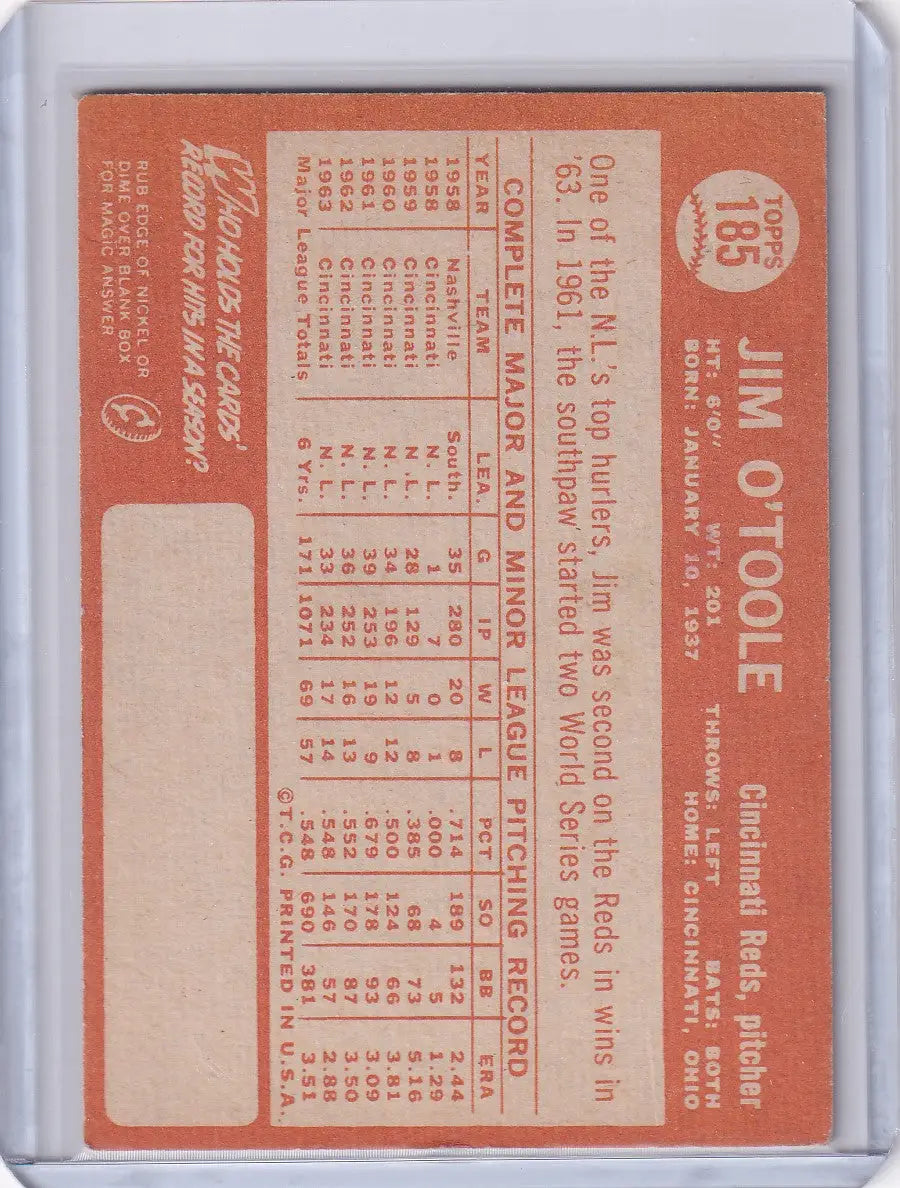 TOPPS
185
JIM O'TOOLE Cincinnati Reds, pitcher
HT: 6'0" WT: 201 THROWS: LEFT BATS: BOTH
BORN: JANUARY 10, 1937 HOME: CINCINNATI, OHIO
One of the N.L.'s top hurlers, Jim was second on the Reds in wins in
'63. In 1961, the southpaw started two World Series games.
COMPLETE MAJOR AND MINOR LEAGUE PITCHING RECORD
YEAR TEAM LEA. G IP W L PCT SO BB ERA
1958 Nashville South. 35 280 20 8 .714 189 132 2.44
1958 Cincinnati N. L. 1 7 0 1 .000 4 5 1.29
1959 Cincinnati N. L. 28 129 5 8 .385 68 73 5.16
1960 Cincinnati N. L. 34 196 12 12 .500 124 66 3.81
1961 Cincinnati N. L. 39 253 19 9 .679 178 93 3.09
1962 Cincinnati N. L. 36 252 16 13 .552 170 87 3.50
1963 Cincinnati N. L. 33 234 17 14 .548 146 57 2.88
Major League Totals 6 Yrs. 171 1071 69 57 .548 690 381 3.51
©T.C.G. PRINTED IN U.S.A.
WHO HOLDS THE CARDS'
RECORD FOR HITS IN A SEASON?
RUB EDGE OF NICKEL OR
DIME OVER BLANK BOX
FOR MAGIC ANSWER